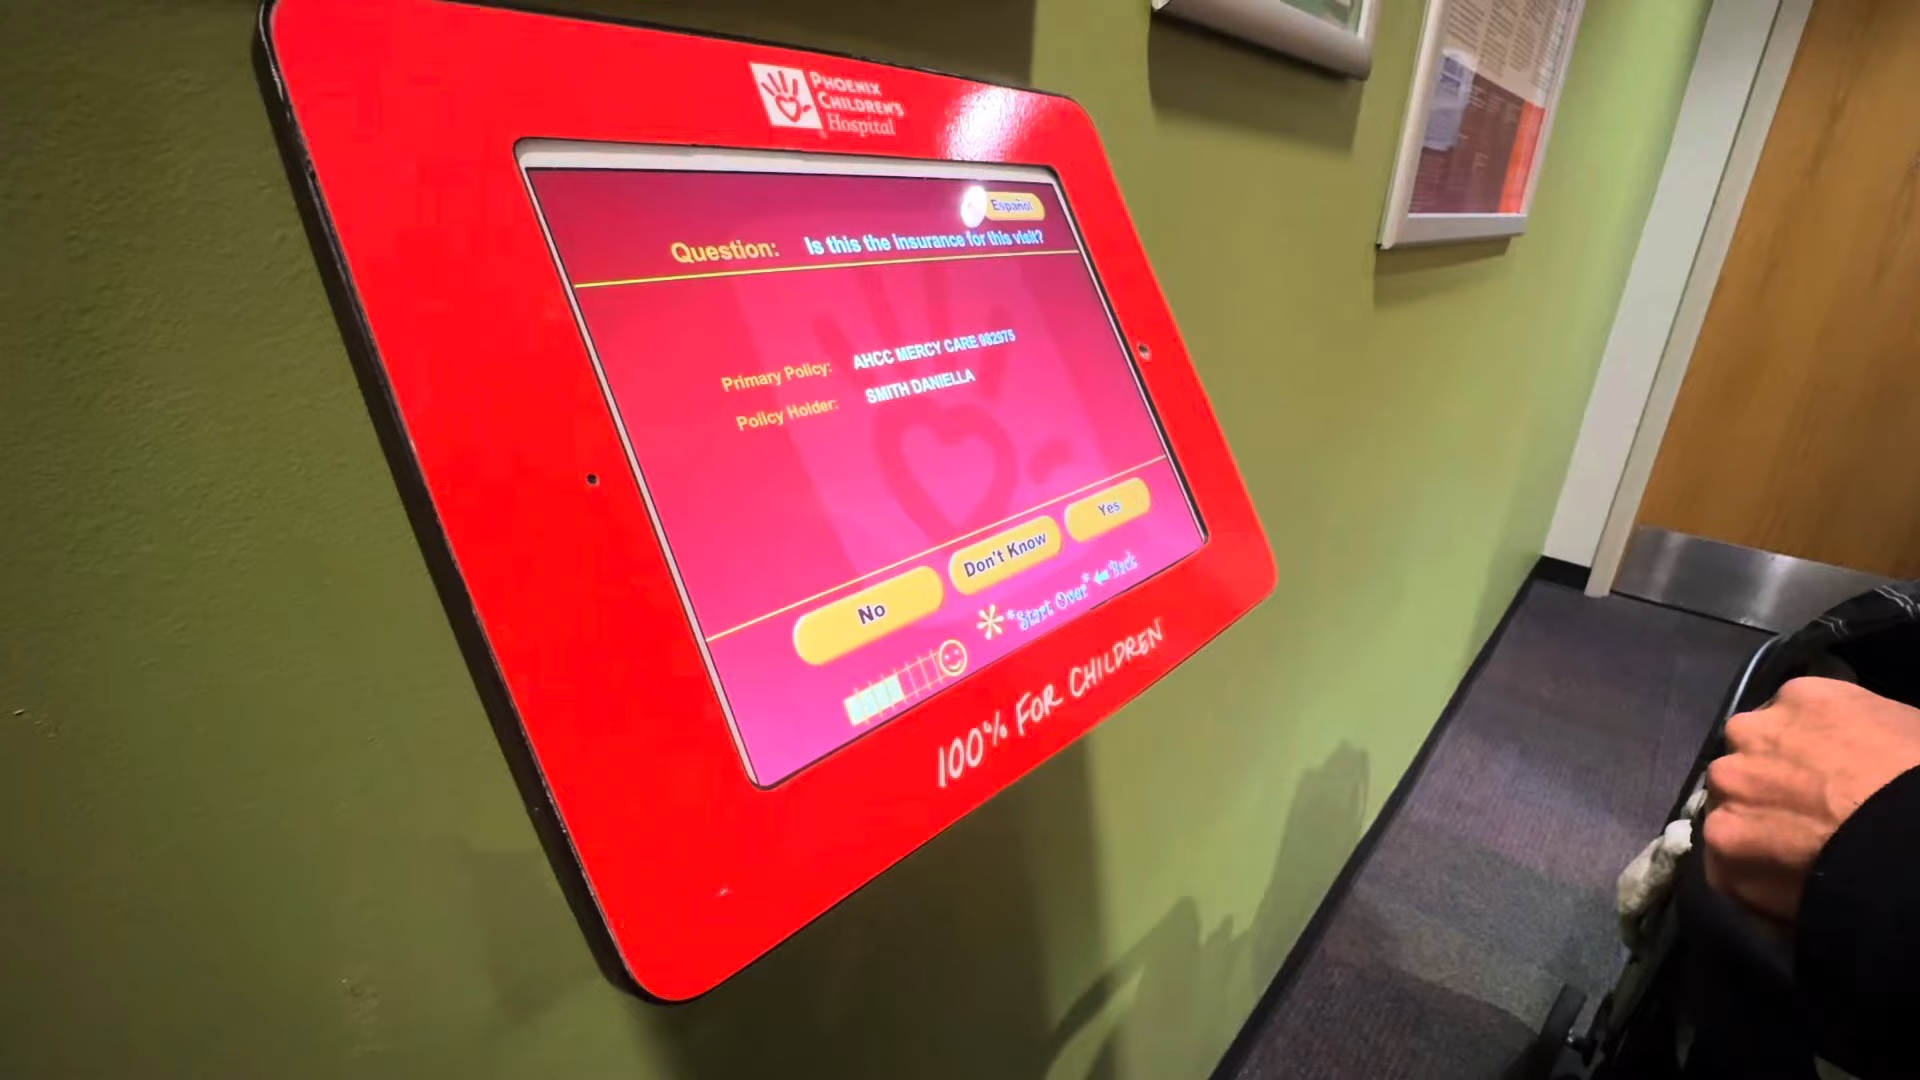 PHOENIX
CHILDREN'S
Hospital
Español
Question: Is this the insurance for this visit?
Primary Policy: AHCC MERCY CARE 982975
Policy Holder: SMITH DANIELLA
No
Don't Know
Yes
*Start Over*
Back
100% FOR CHILDREN